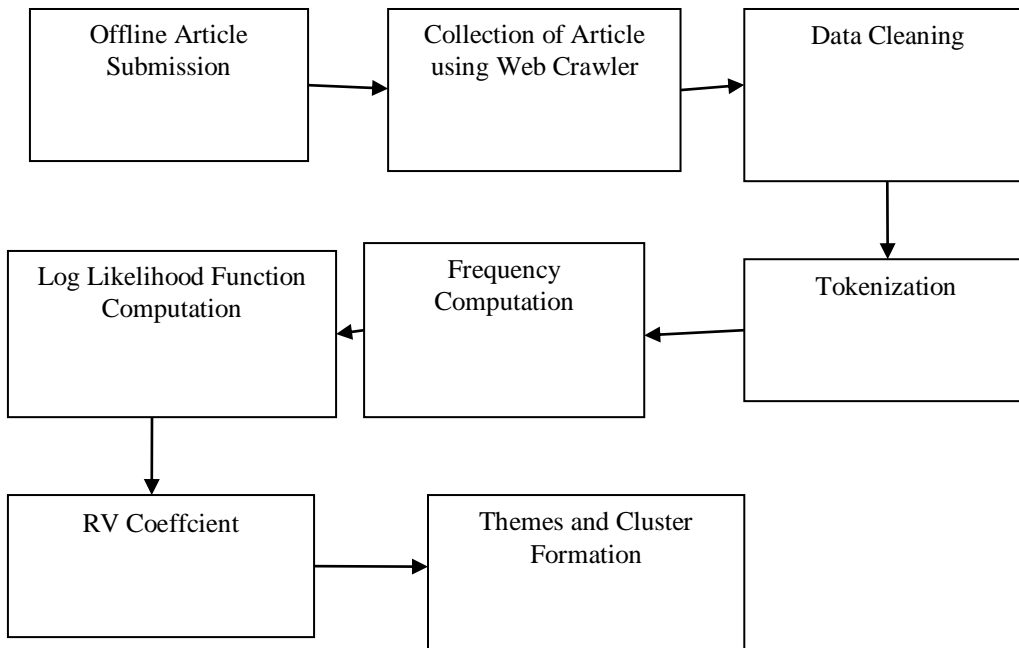 Offline Article
Submission
Collection of Article
using Web Crawler
Data Cleaning
Tokenization
Frequency
Computation
Log Likelihood Function
Computation
RV Coeffcient
Themes and Cluster
Formation